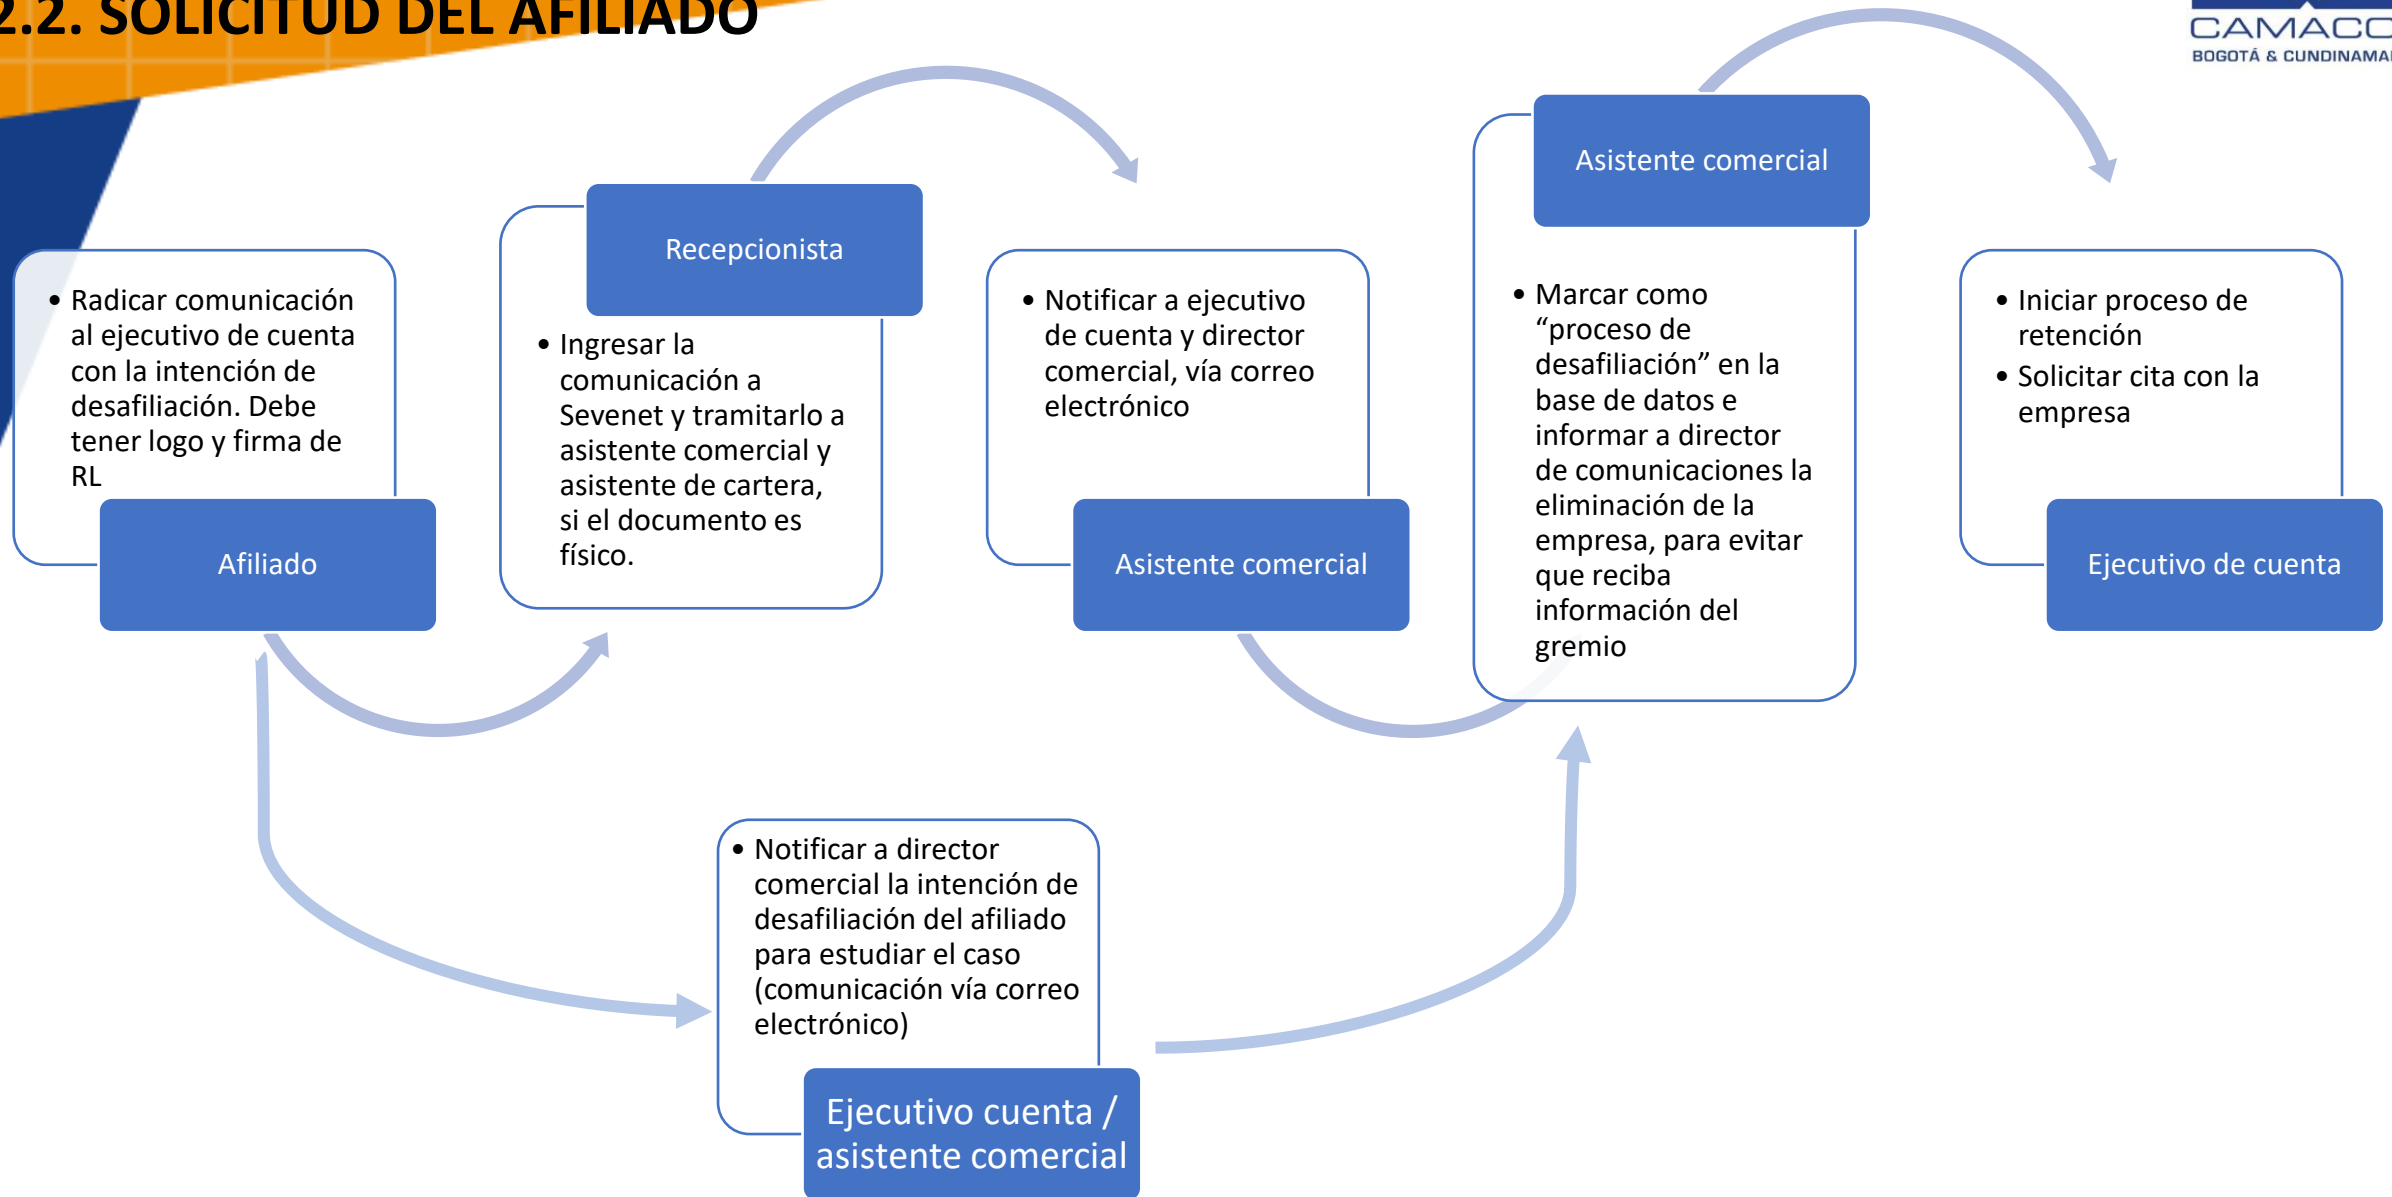 2.2. SOLICITUD DEL AFILIADO
CAMACO
BOGOTÁ & CUNDINAMA
• Radicar comunicación
al ejecutivo de cuenta
con la intención de
desafiliación. Debe
tener logo y firma de
RL
Afiliado
Recepcionista
• Ingresar la
comunicación a
Sevenet y tramitarlo a
asistente comercial y
asistente de cartera,
si el documento es
físico.
• Notificar a ejecutivo
de cuenta y director
comercial, vía correo
electrónico
Asistente comercial
Asistente comercial
• Marcar como
“proceso de
desafiliación” en la
base de datos e
informar a director
de comunicaciones la
eliminación de la
empresa, para evitar
que reciba
información del
gremio
• Iniciar proceso de
retención
• Solicitar cita con la
empresa
Ejecutivo de cuenta
• Notificar a director
comercial la intención de
desafiliación del afiliado
para estudiar el caso
(comunicación vía correo
electrónico)
Ejecutivo cuenta /
asistente comercial